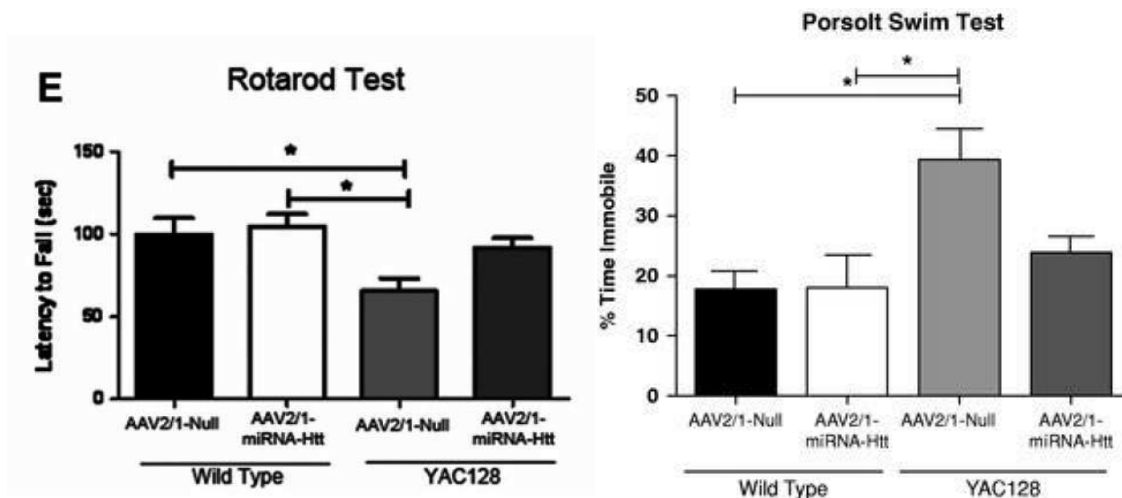 E
Rotarod Test
*
*
Latency to Fall (sec)
150
100
50
0
AAV2/1-Null
AAV2/1-
miRNA-Htt
AAV2/1-Null
AAV2/1-
miRNA-Htt
Wild Type
YAC128
Porsolt Swim Test
*
*
% Time Immobile
50
40
30
20
10
0
AAV2/1-Null
AAV2/1-
miRNA-Htt
AAV2/1-Null
AAV2/1-
miRNA-Htt
Wild Type
YAC128